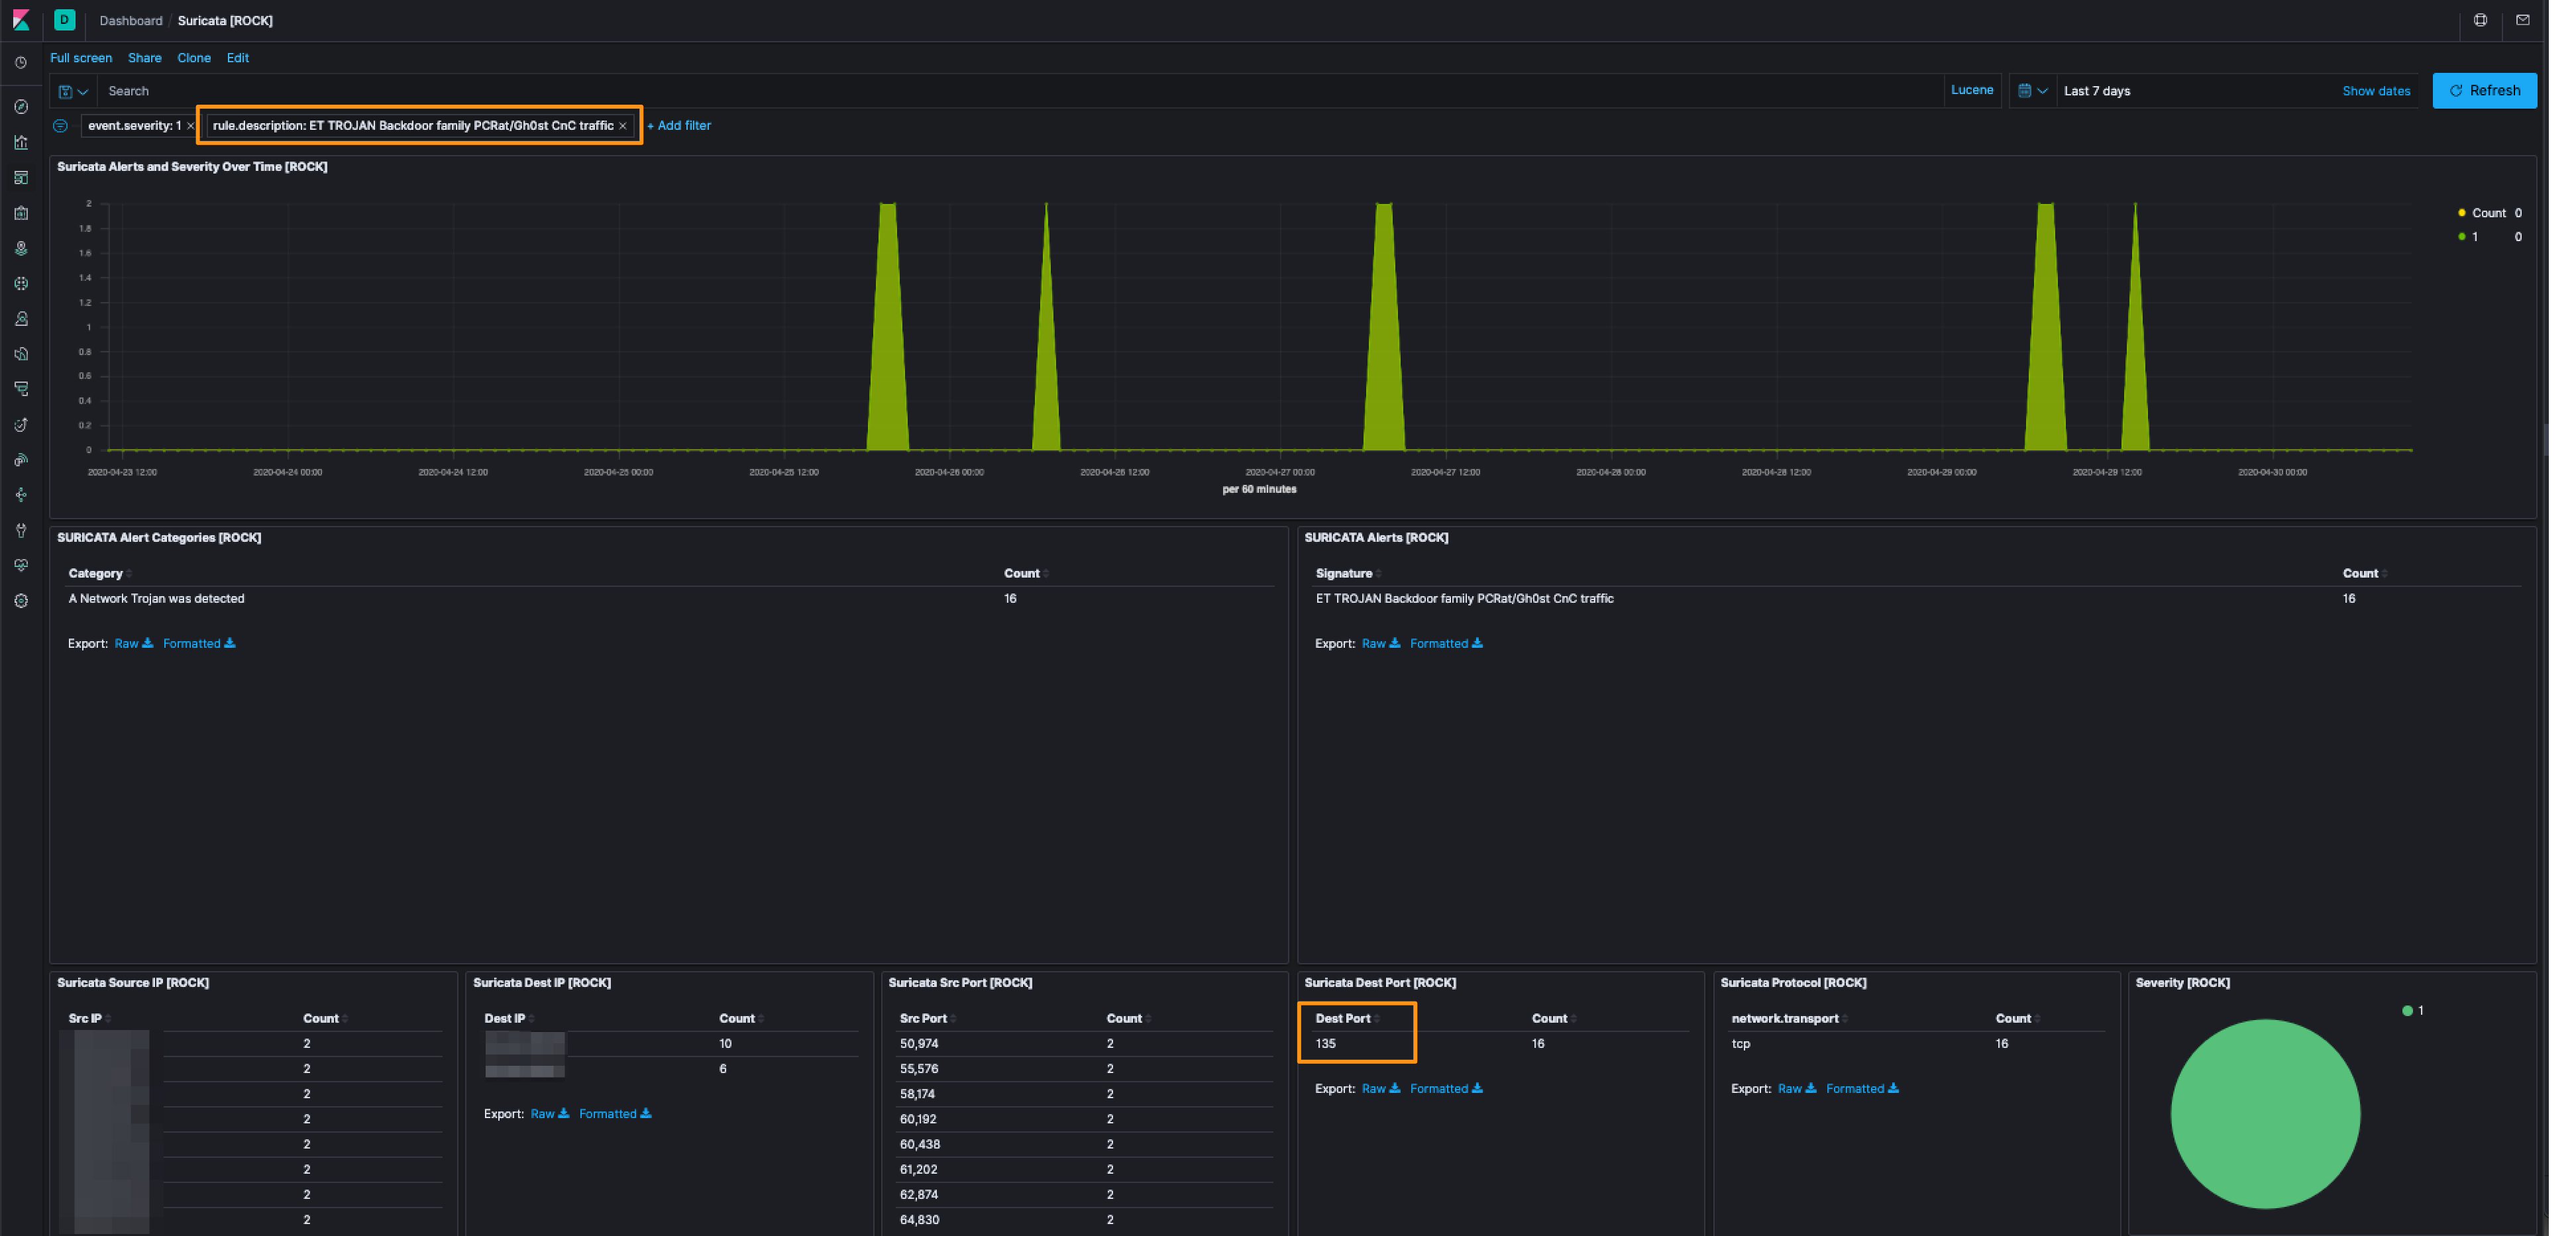 D Dashboard / Suricata [ROCK]
Full screen Share Clone Edit
Search Lucene Last 7 days Show dates Refresh
event.severity: 1 × rule.description: ET TROJAN Backdoor family PCRat/Gh0st CnC traffic × + Add filter
Suricata Alerts and Severity Over Time [ROCK]
2
1.8
1.6
1.4
1.2
1
0.8
0.6
0.4
0.2
0
Count 0
1 0
2020-04-23 12:00 2020-04-24 00:00 2020-04-24 12:00 2020-04-25 00:00 2020-04-25 12:00 2020-04-26 00:00 2020-04-26 12:00 2020-04-27 00:00 2020-04-27 12:00 2020-04-28 00:00 2020-04-28 12:00 2020-04-29 00:00 2020-04-29 12:00 2020-04-30 00:00
per 60 minutes
SURICATA Alert Categories [ROCK]
Category Count
A Network Trojan was detected 16
Export: Raw Formatted
SURICATA Alerts [ROCK]
Signature Count
ET TROJAN Backdoor family PCRat/Gh0st CnC traffic 16
Export: Raw Formatted
Suricata Source IP [ROCK]
Src IP Count
2
2
2
2
2
2
2
2
Suricata Dest IP [ROCK]
Dest IP Count
10
6
Export: Raw Formatted
Suricata Src Port [ROCK]
Src Port Count
50,974 2
55,576 2
58,174 2
60,192 2
60,438 2
61,202 2
62,874 2
64,830 2
Suricata Dest Port [ROCK]
Dest Port Count
135 16
Export: Raw Formatted
Suricata Protocol [ROCK]
network.transport Count
tcp 16
Export: Raw Formatted
Severity [ROCK]
1